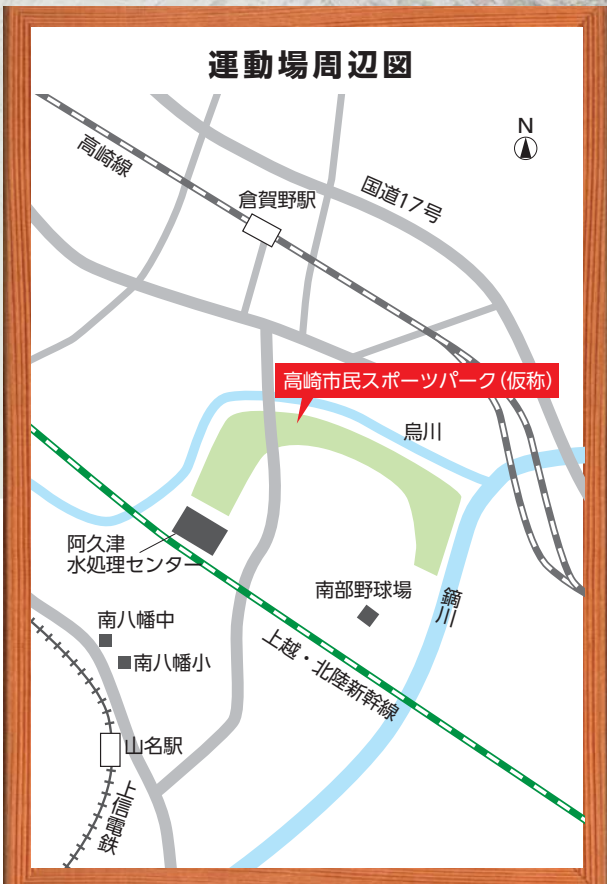 運動場周辺図
N
高崎線
倉賀野駅
国道17号
高崎市民スポーツパーク(仮称)
烏川
阿久津
水処理センター
南部野球場
鏑川
南八幡中
南八幡小
上越・北陸新幹線
山名駅
上信電鉄